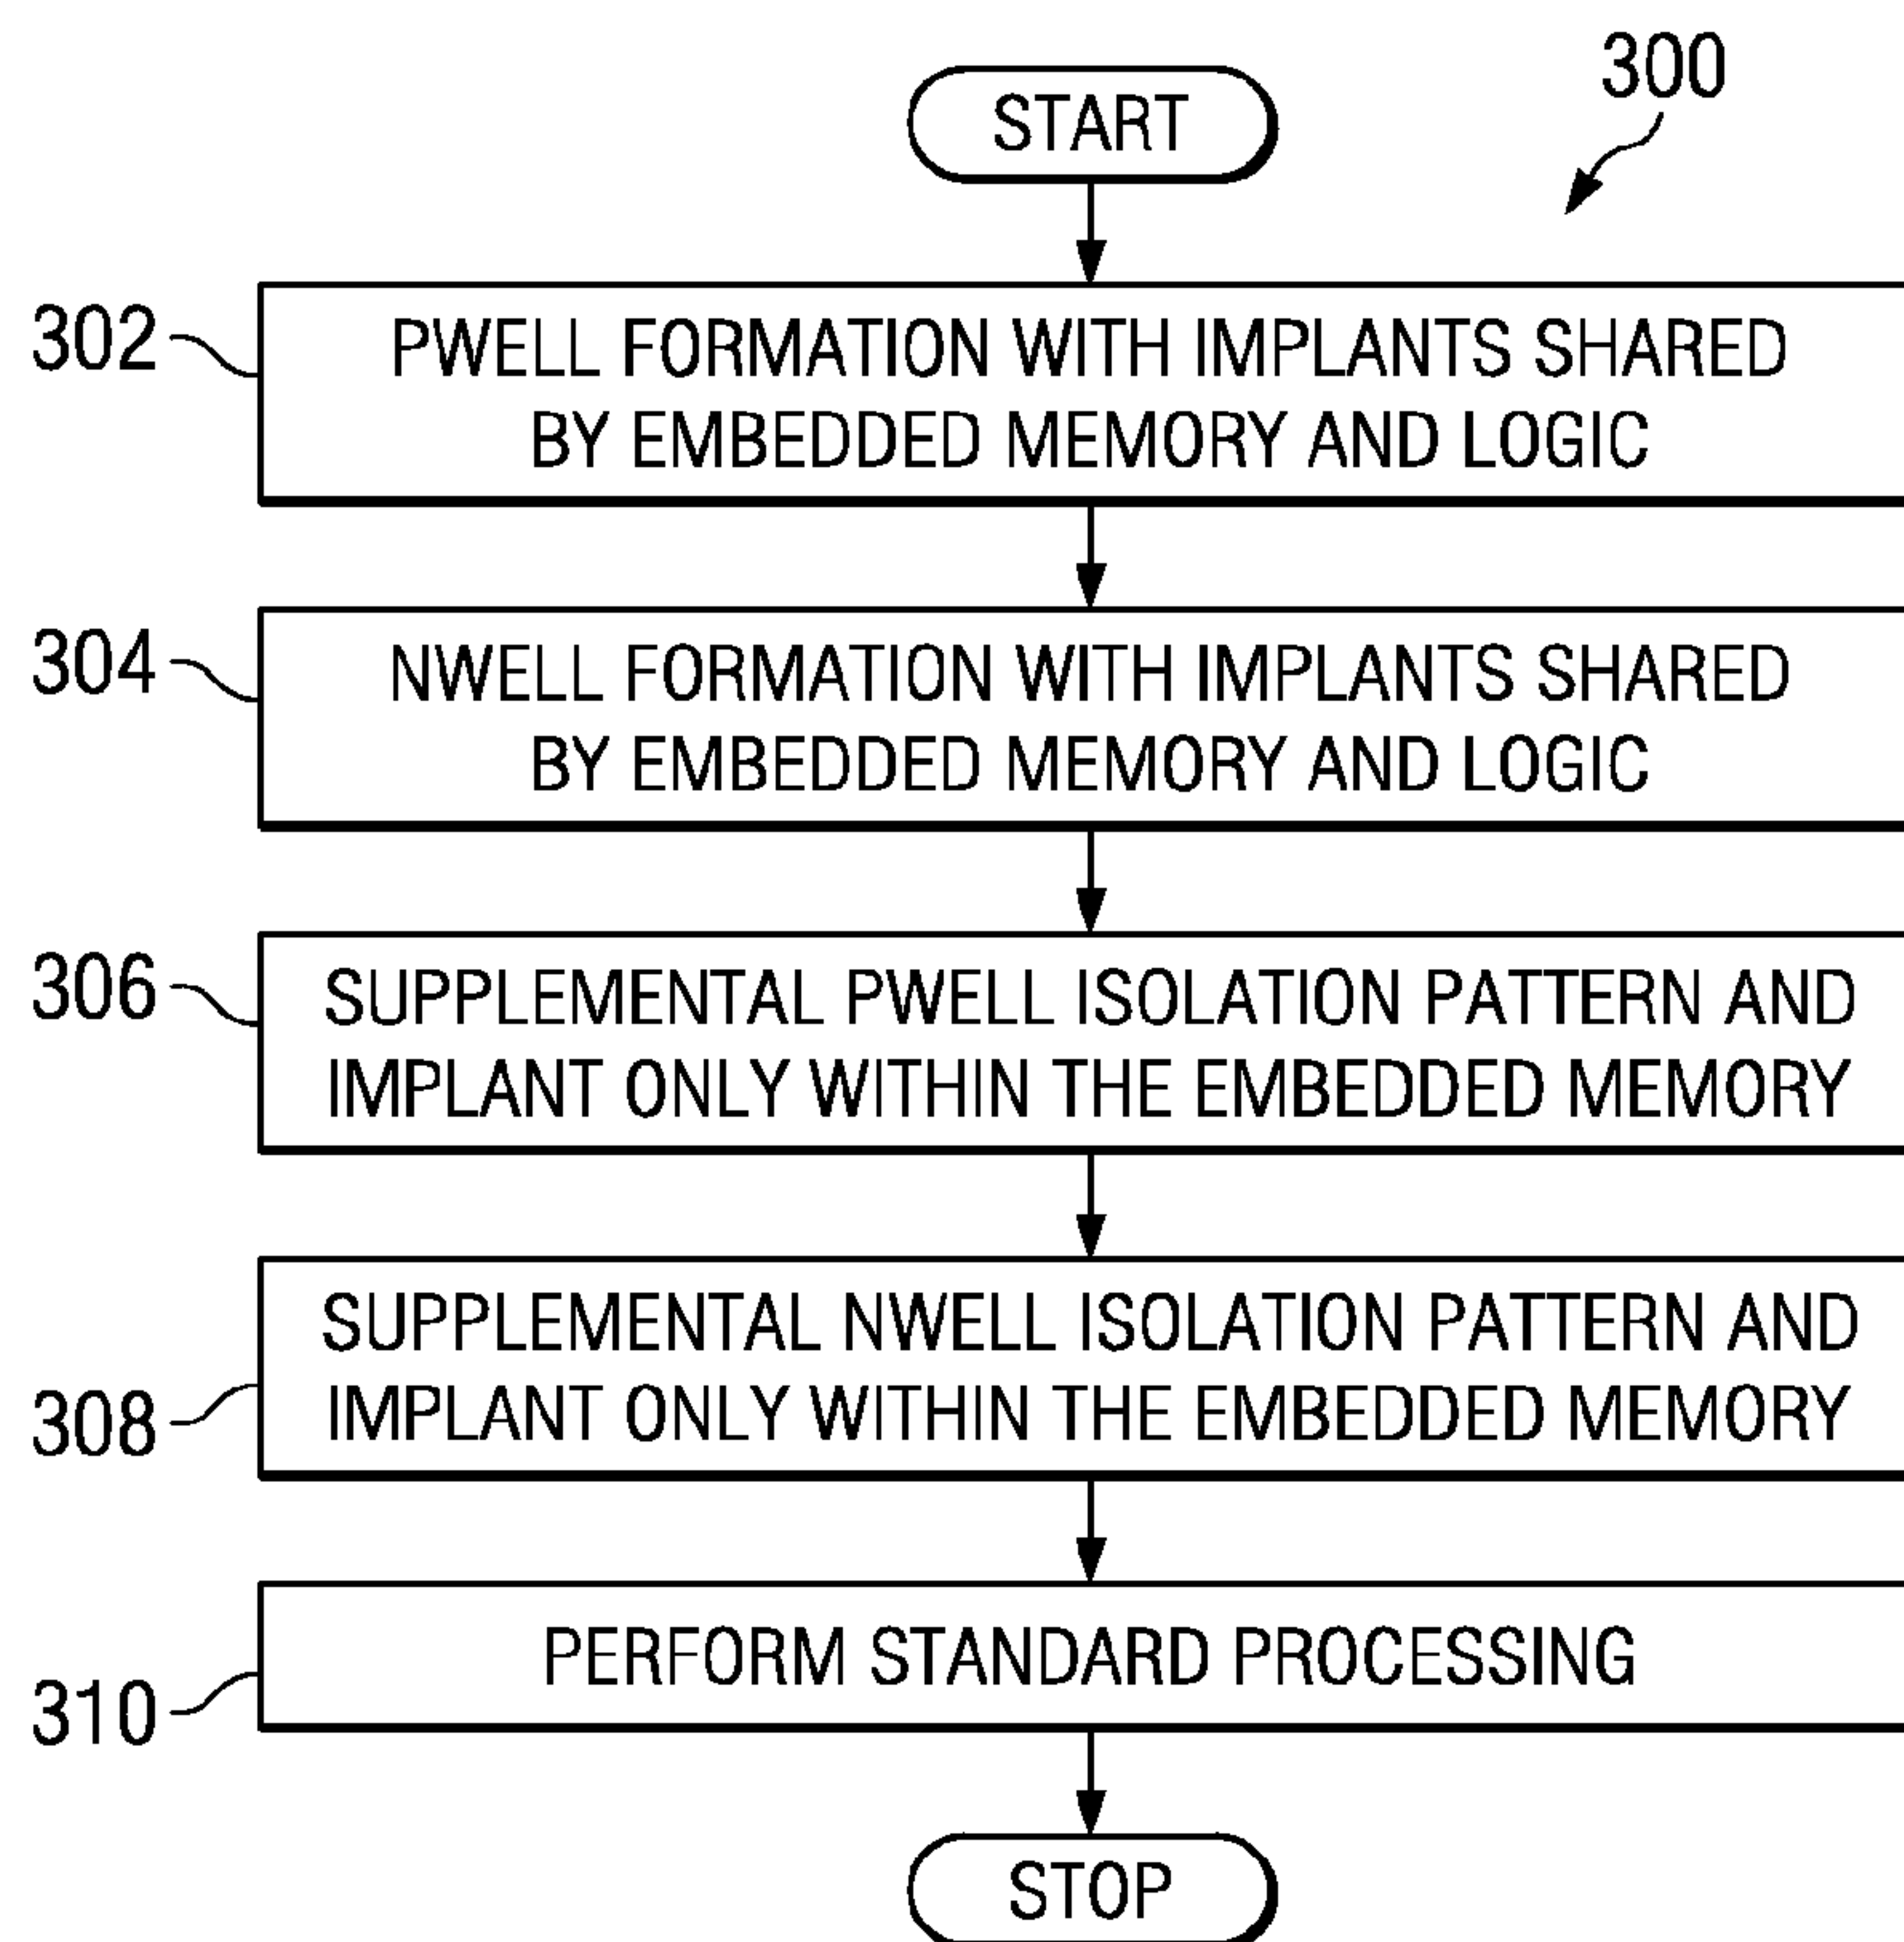 300
START
302
PWELL FORMATION WITH IMPLANTS SHARED
BY EMBEDDED MEMORY AND LOGIC
304
NWELL FORMATION WITH IMPLANTS SHARED
BY EMBEDDED MEMORY AND LOGIC
306
SUPPLEMENTAL PWELL ISOLATION PATTERN AND
IMPLANT ONLY WITHIN THE EMBEDDED MEMORY
308
SUPPLEMENTAL NWELL ISOLATION PATTERN AND
IMPLANT ONLY WITHIN THE EMBEDDED MEMORY
310
PERFORM STANDARD PROCESSING
STOP